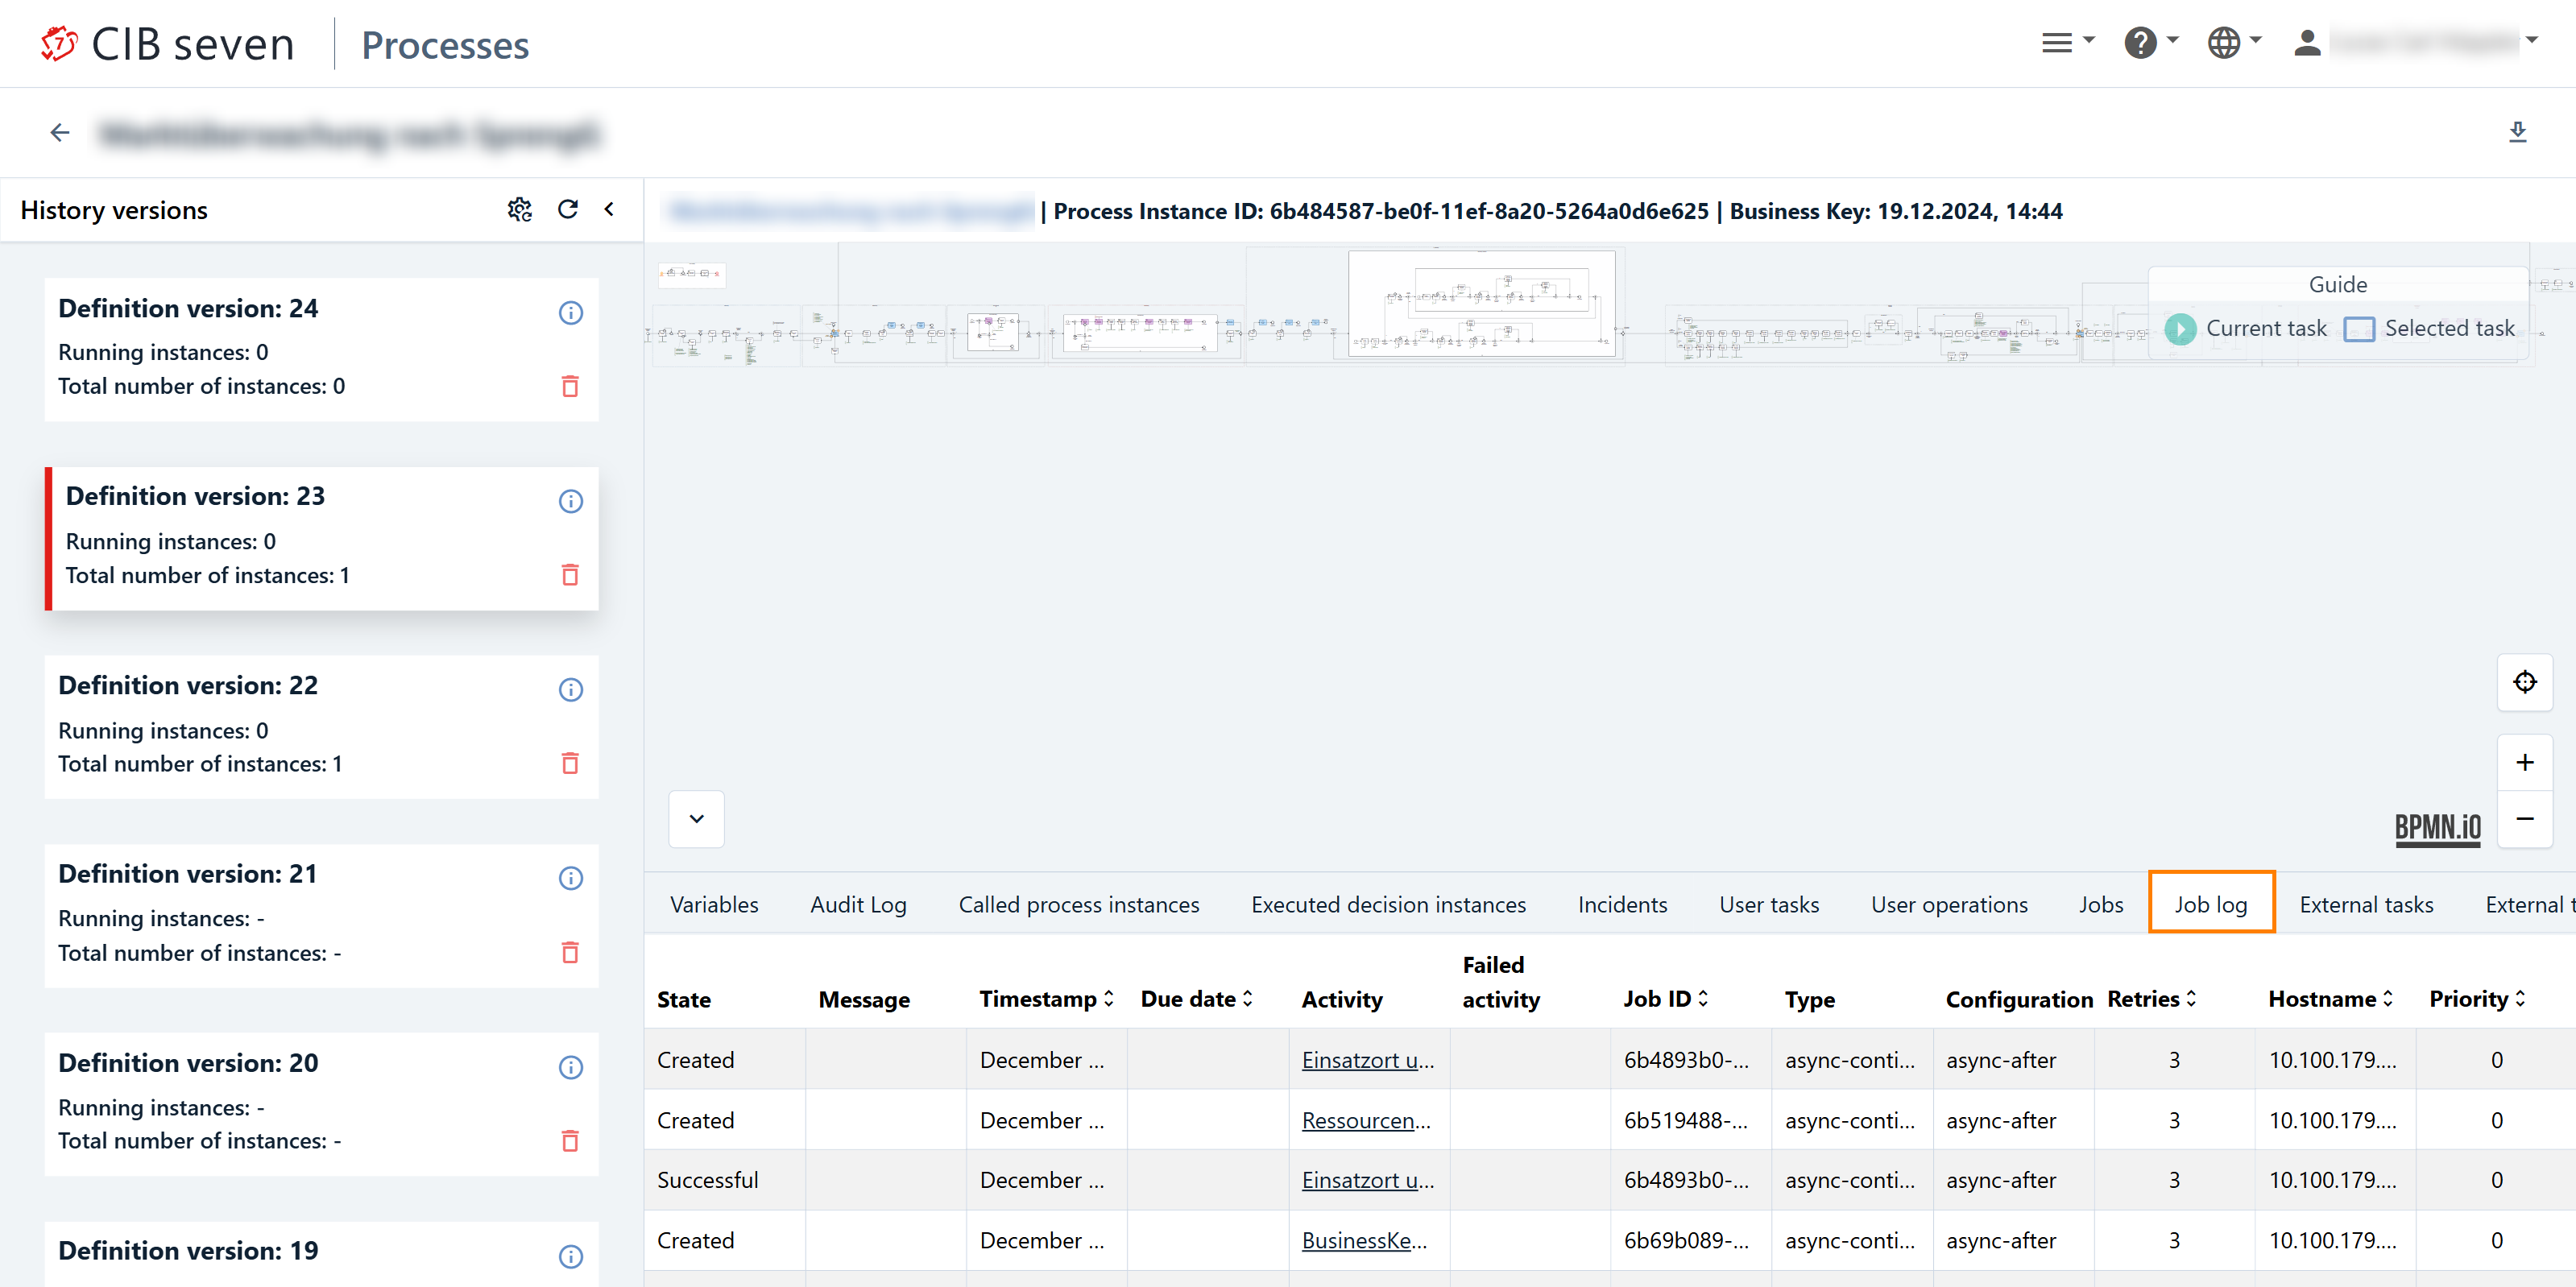 CIB seven
Processes
History versions
| Process Instance ID: 6b484587-be0f-11ef-8a20-5264a0d6e625 | Business Key: 19.12.2024, 14:44
Definition version: 24
Running instances: 0
Total number of instances: 0
Definition version: 23
Running instances: 0
Total number of instances: 1
Definition version: 22
Running instances: 0
Total number of instances: 1
Definition version: 21
Running instances: -
Total number of instances: -
Definition version: 20
Running instances: -
Total number of instances: -
Definition version: 19
Guide
Current task Selected task
BPMN.iO
Variables Audit Log Called process instances Executed decision instances Incidents User tasks User operations Jobs Job log External tasks External t
State Message Timestamp Due date Activity Failed activity Job ID Type Configuration Retries Hostname Priority
Created December ... Einsatzort u... 6b4893b0-... async-conti... async-after 3 10.100.179.... 0
Created December ... Ressourcen... 6b519488-... async-conti... async-after 3 10.100.179.... 0
Successful December ... Einsatzort u... 6b4893b0-... async-conti... async-after 3 10.100.179.... 0
Created December ... BusinessKe... 6b69b089-... async-conti... async-after 3 10.100.179.... 0